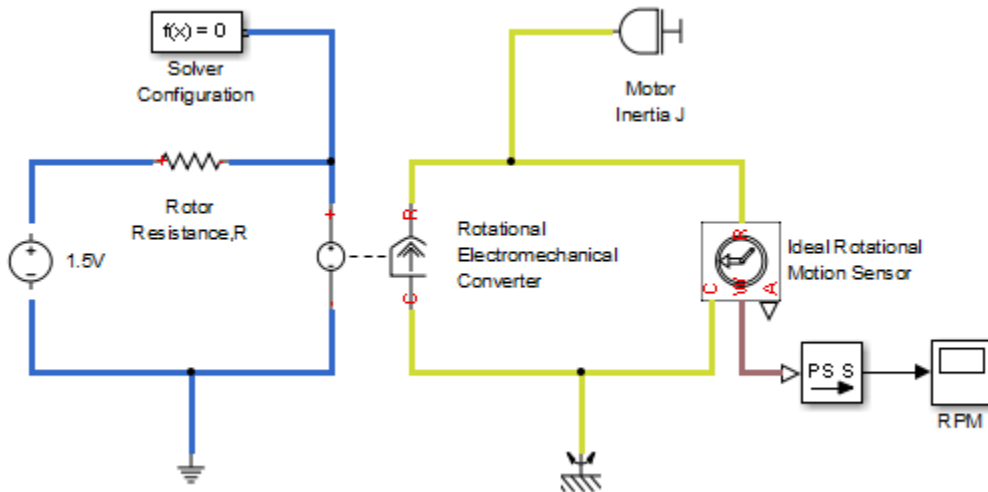 f(x) = 0
Solver
Configuration
Motor
Inertia J
+
Rotor
Resistance,R
+
-
1.5V
+
+
-
-
R
C
Rotational
Electromechanical
Converter
R
C
W
A
Ideal Rotational
Motion Sensor
PS S
RPM